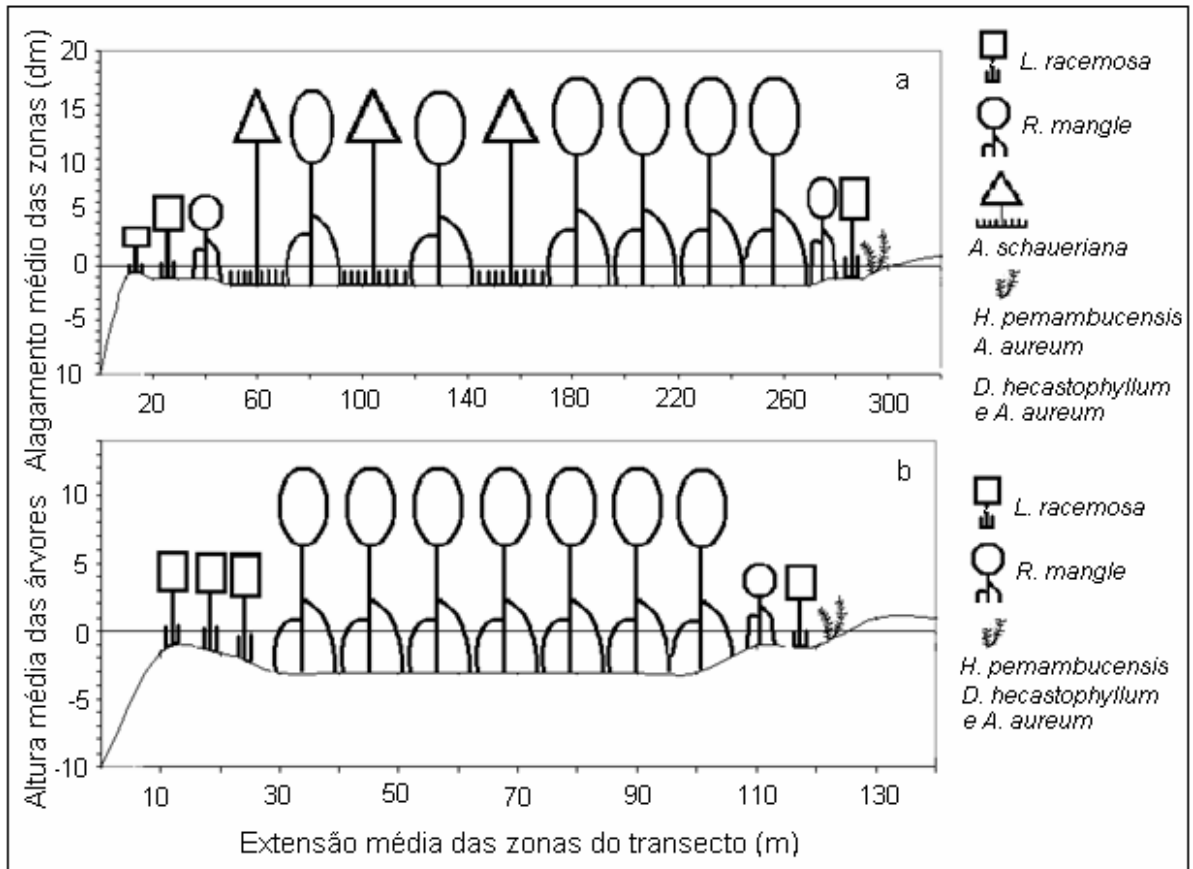 Altura média das árvores Alagamento médio das zonas (dm)
20
15
10
5
0
-5
10
a
20 60 100 140 180 220 260 300
L. racemosa
R. mangle
A. schaueriana
H. pernambucensis
A. aureum
D. hecastophyllum
e A. aureum
10
5
0
-5
-10
b
10 30 50 70 90 110 130
L. racemosa
R. mangle
H. pernambucensis
D. hecastophyllum
e A. aureum
Extensão média das zonas do transecto (m)